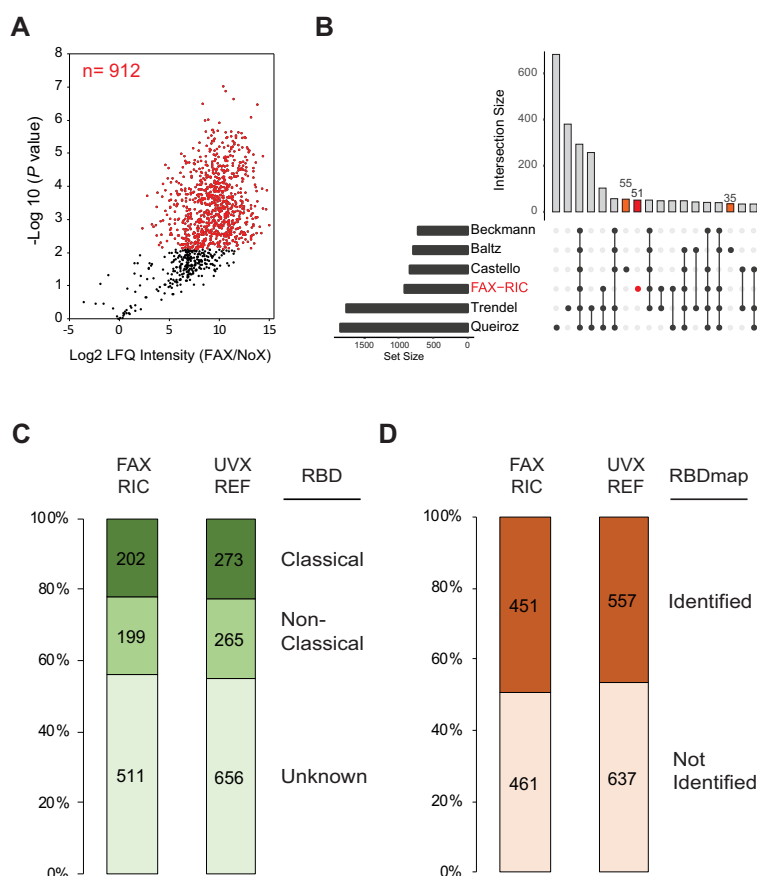 A
B
n= 912
8
7
6
5
4
3
2
1
0
-5
0
5
10
15
-Log 10 (P value)
Log2 LFQ Intensity (FAX/NoX)
Intersection Size
600
400
200
0
55
51
35
Beckmann
Baltz
Castello
FAX−RIC
Trendel
Queiroz
1500
1000
500
0
Set Size
C
FAX
RIC
UVX
REF
RBD
100%
80%
60%
40%
20%
0%
202
273
Classical
199
265
Non-
Classical
511
656
Unknown
D
FAX
RIC
UVX
REF
RBDmap
100%
80%
60%
40%
20%
0%
451
557
Identified
461
637
Not
Identified